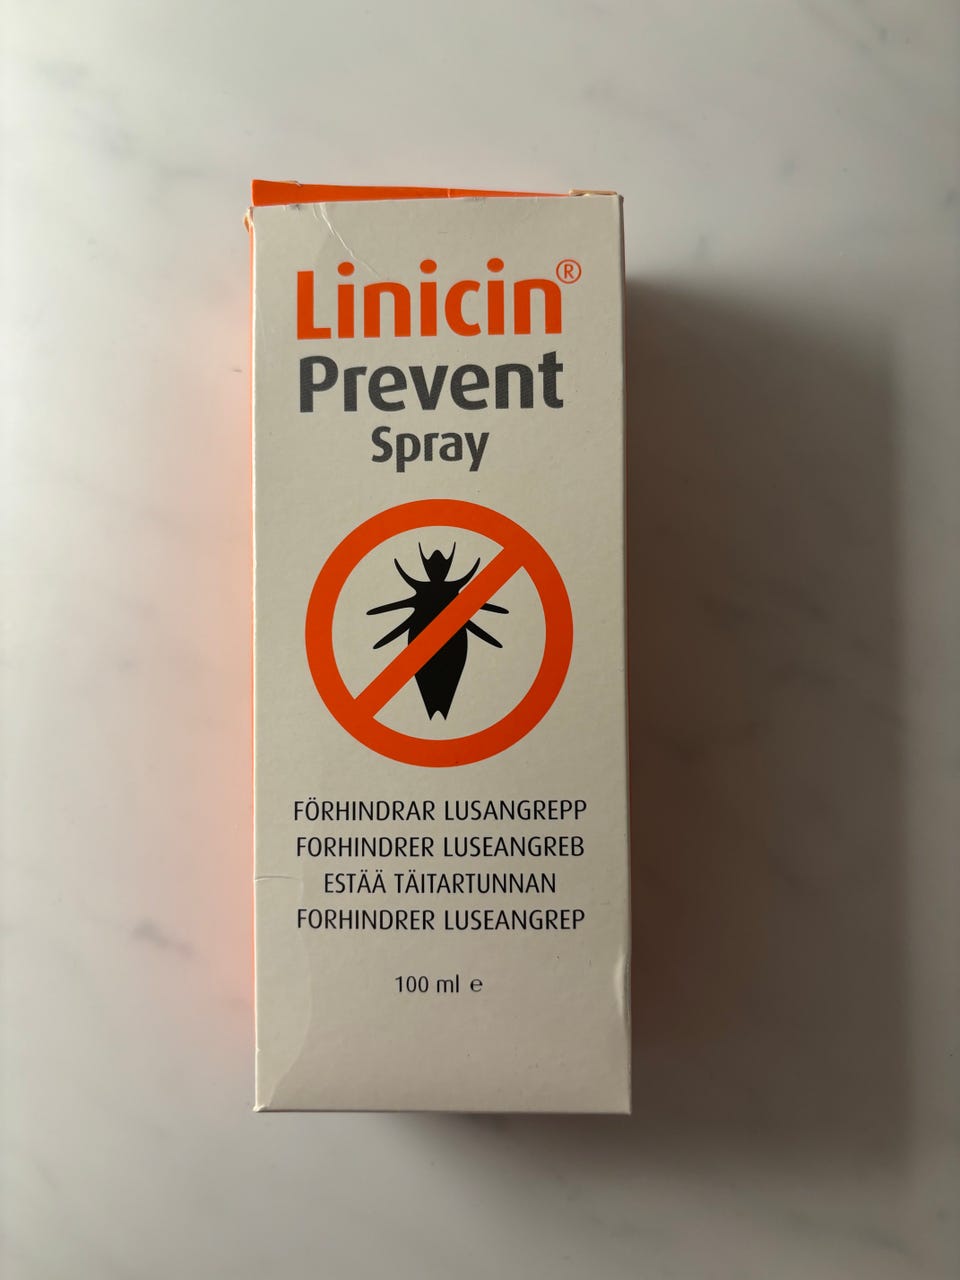 Linicin®
Prevent
Spray
FÖRHINDRAR LUSANGREPP
FORHINDRER LUSEANGREB
ESTÄÄ TÄITARTUNNAN
FORHINDRER LUSEANGREP
100 ml ℮